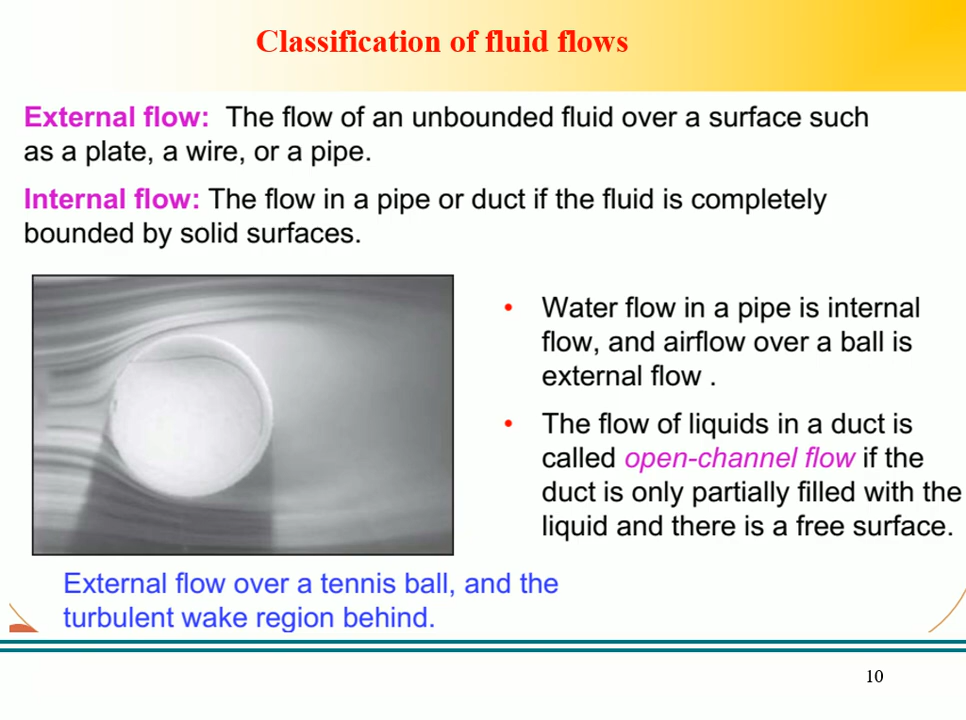 Classification of fluid flows
External flow: The flow of an unbounded fluid over a surface such
as a plate, a wire, or a pipe.
Internal flow: The flow in a pipe or duct if the fluid is completely
bounded by solid surfaces.
• Water flow in a pipe is internal
flow, and airflow over a ball is
external flow .
• The flow of liquids in a duct is
called open-channel flow if the
duct is only partially filled with the
liquid and there is a free surface.
External flow over a tennis ball, and the
turbulent wake region behind.
10